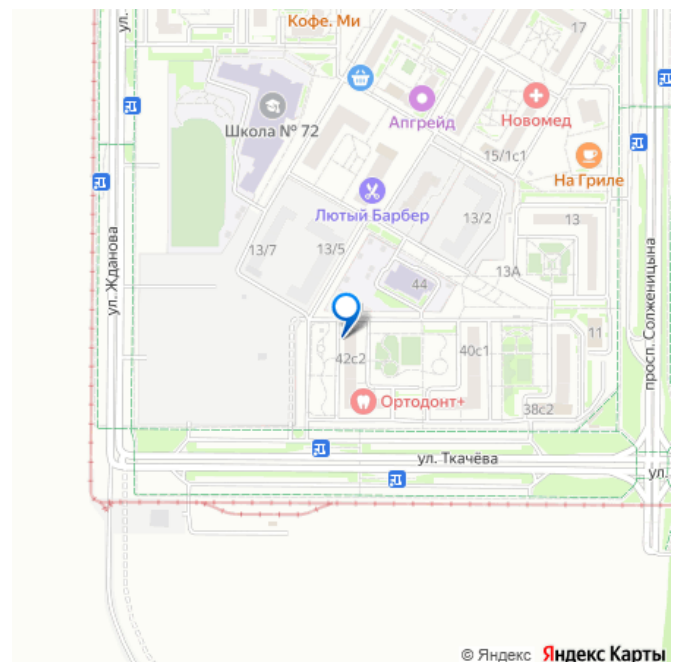 ул.
Кофе. Ми
17
Школа № 72
Апгрейд
Новомед
15/1с1
На Гриле
Лютый Барбер
13/2
13
13/7
13/5
13А
44
ул. Жданова
просп. Солженицына
42с2
40с1
11
Ортодонт+
38с2
ул. Ткачёва
ул.
© Яндекс Яндекс Карты